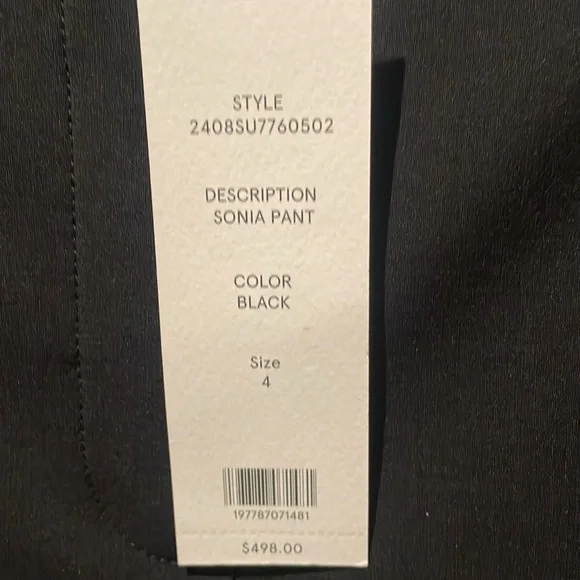 STYLE
2408SU7760502
DESCRIPTION
SONIA PANT
COLOR
BLACK
Size
4
197787071481
$498.00